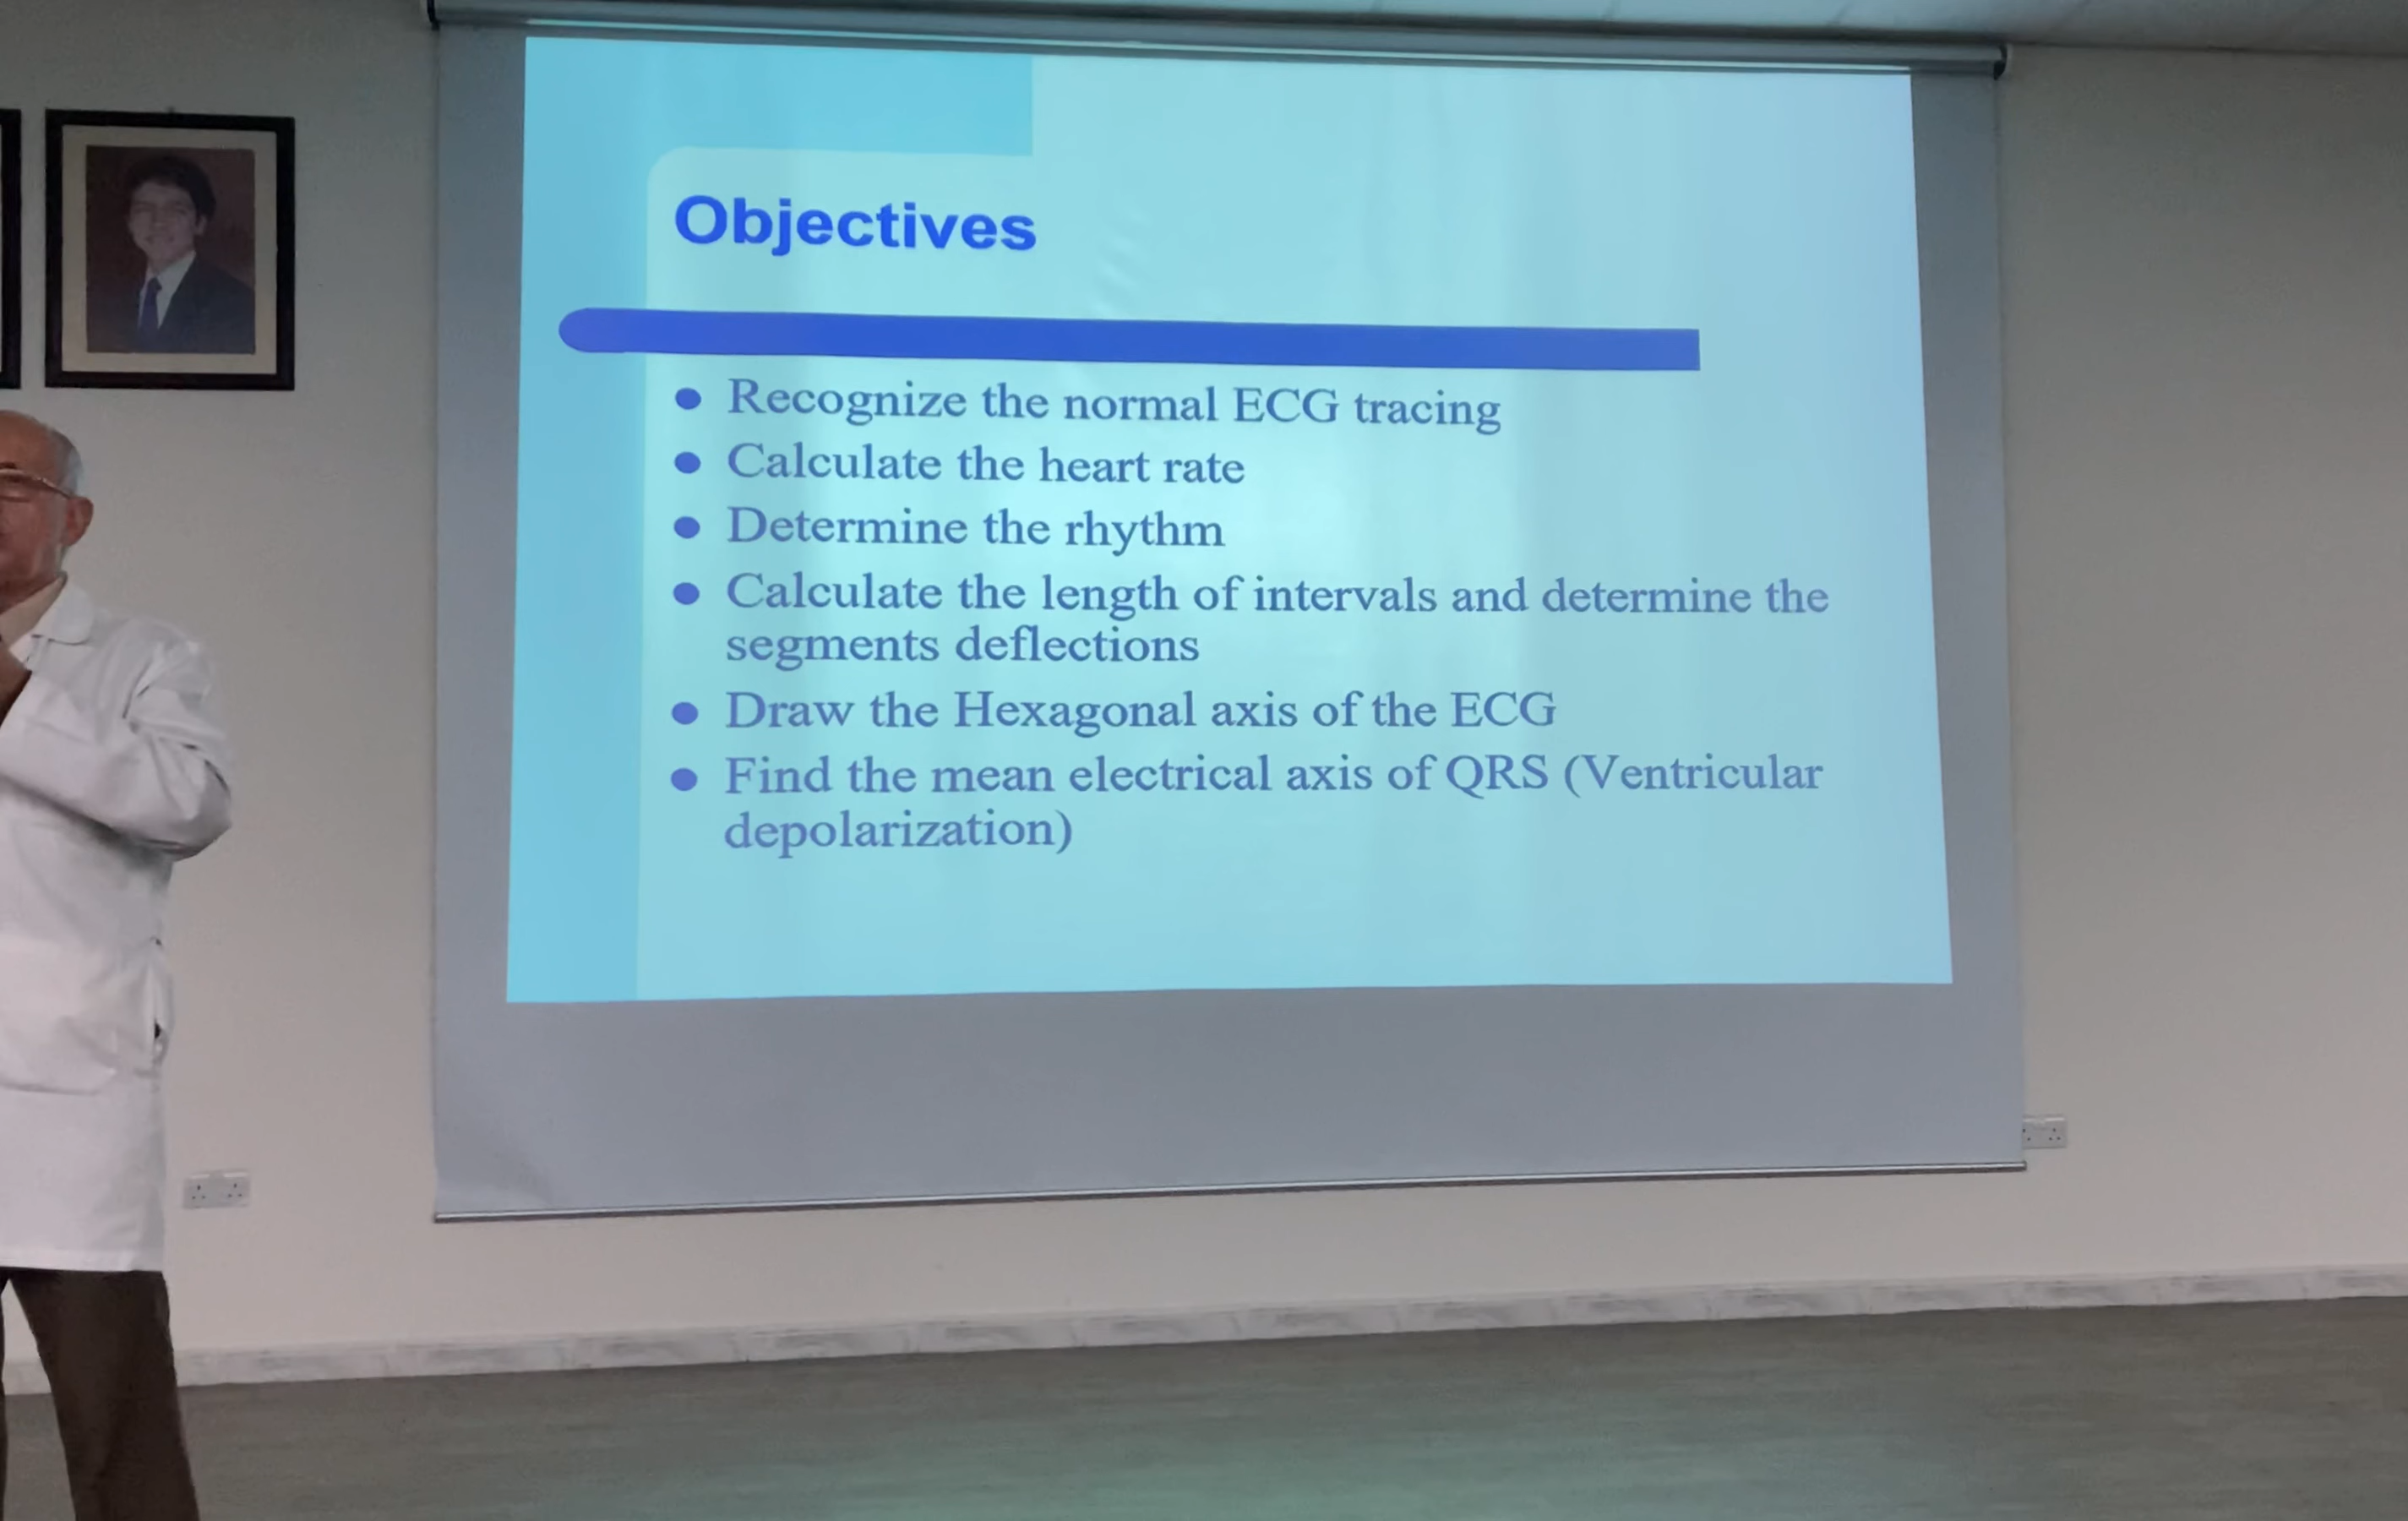 Objectives
● Recognize the normal ECG tracing
● Calculate the heart rate
● Determine the rhythm
● Calculate the length of intervals and determine the
segments deflections
● Draw the Hexagonal axis of the ECG
● Find the mean electrical axis of QRS (Ventricular
depolarization)